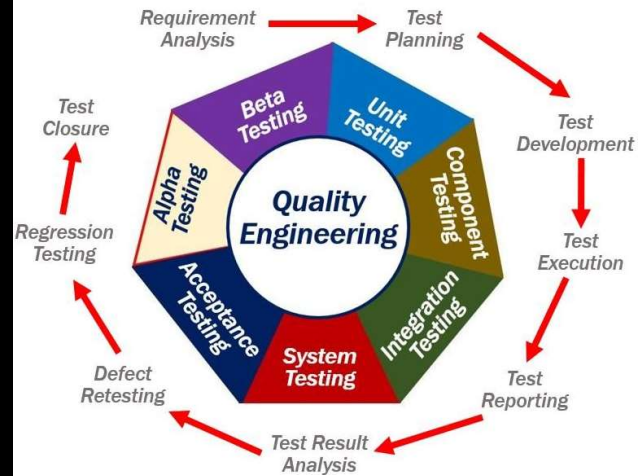 Requirement
Analysis
Test
Planning
Test
Development
Test
Execution
Test
Reporting
Test Result
Analysis
Defect
Retesting
Regression
Testing
Test
Closure
Quality
Engineering
Unit
Testing
Component
Testing
Integration
Testing
System
Testing
Acceptance
Testing
Alpha
Testing
Beta
Testing